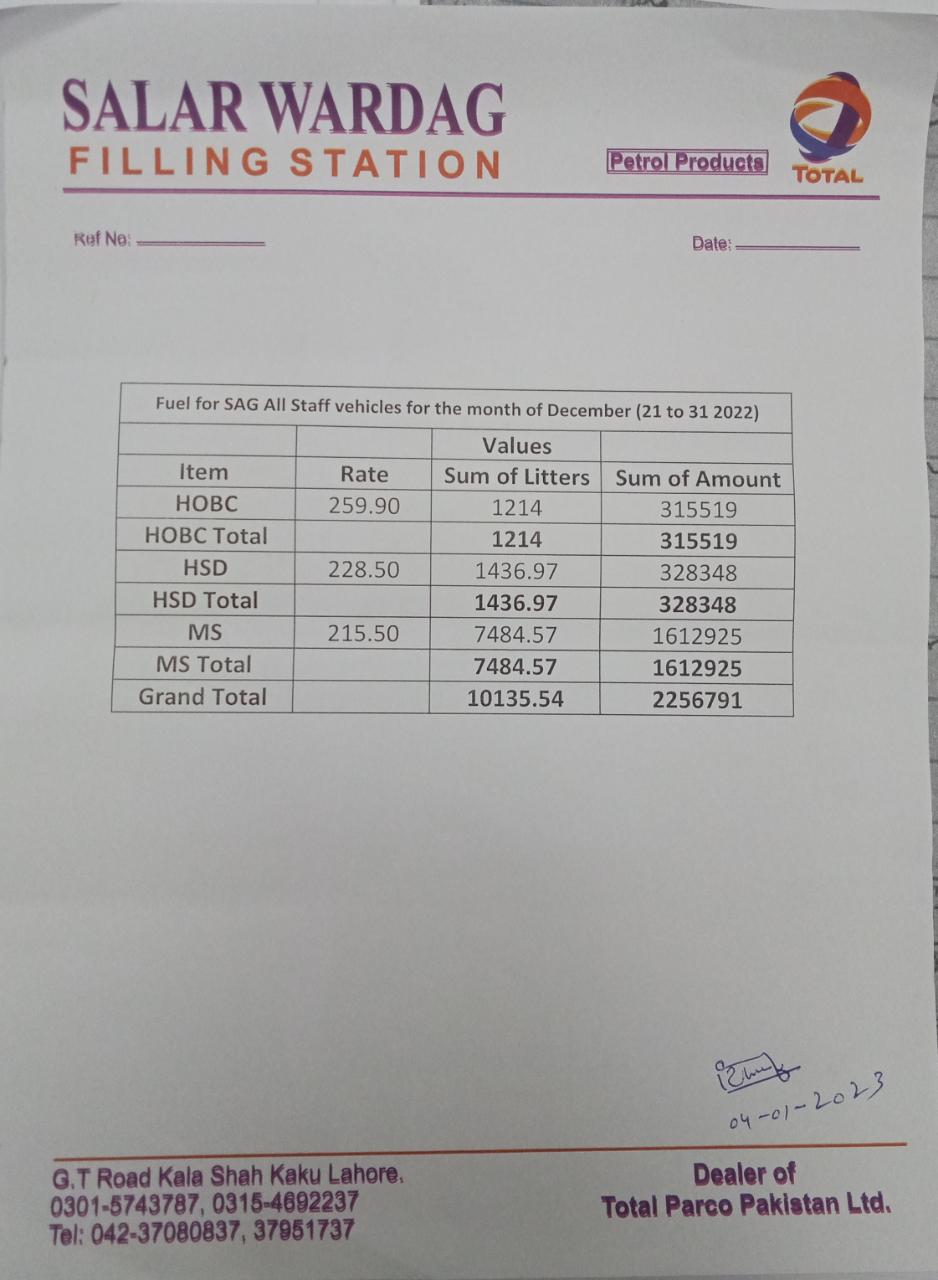 SALAR WARDAG
FILLING STATION
Petrol Products
TOTAL
Ref No:
Date:
Fuel for SAG All Staff vehicles for the month of December (21 to 31 2022)
Values
Item Rate Sum of Litters Sum of Amount
HOBC 259.90 1214 315519
HOBC Total 1214 315519
HSD 228.50 1436.97 328348
HSD Total 1436.97 328348
MS 215.50 7484.57 1612925
MS Total 7484.57 1612925
Grand Total 10135.54 2256791
04-01-2023
G.T Road Kala Shah Kaku Lahore.
0301-5743787, 0315-4692237
Tel: 042-37080837, 37951737
Dealer of
Total Parco Pakistan Ltd.